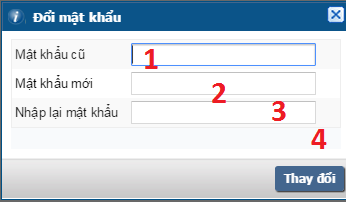 Đổi mật khẩu
Mật khẩu cũ 1
Mật khẩu mới 2
Nhập lại mật khẩu 3
4
Thay đổi